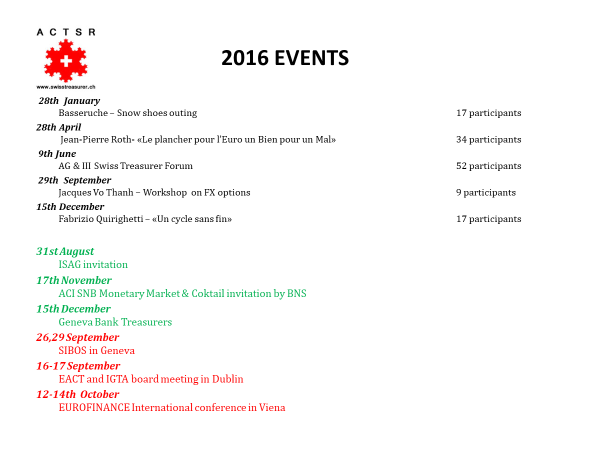 A C T S R
www.swisstreasurer.ch
2016 EVENTS
28th January
Basseruche – Snow shoes outing 17 participants
28th April
Jean-Pierre Roth- «Le plancher pour l'Euro un Bien pour un Mal» 34 participants
9th June
AG & III Swiss Treasurer Forum 52 participants
29th September
Jacques Vo Thanh – Workshop on FX options 9 participants
15th December
Fabrizio Quirighetti – «Un cycle sans fin» 17 participants
31st August
ISAG invitation
17th November
ACI SNB Monetary Market & Coktail invitation by BNS
15th December
Geneva Bank Treasurers
26,29 September
SIBOS in Geneva
16-17 September
EACT and IGTA board meeting in Dublin
12-14th October
EUROFINANCE International conference in Viena